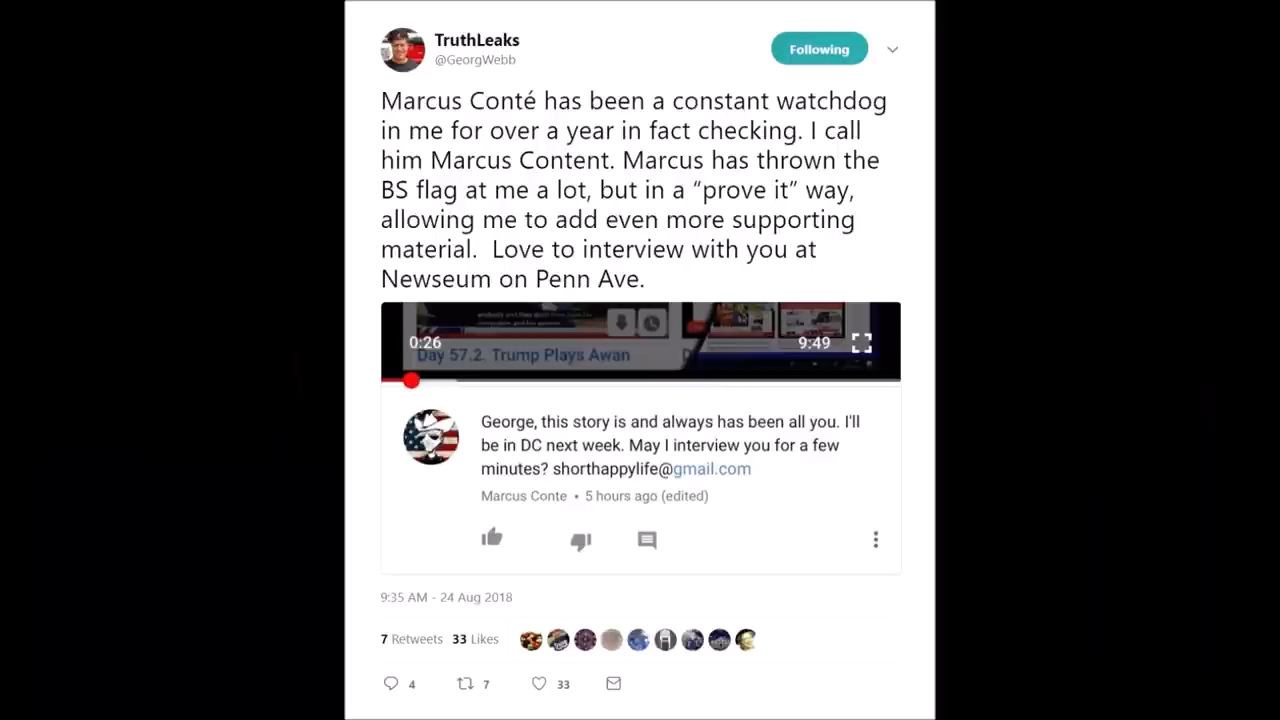 TruthLeaks
@GeorgWebb
Following
Marcus Conté has been a constant watchdog
in me for over a year in fact checking. I call
him Marcus Content. Marcus has thrown the
BS flag at me a lot, but in a “prove it” way,
allowing me to add even more supporting
material. Love to interview with you at
Newseum on Penn Ave.
0:26
9:49
Day 57.2. Trump Plays Awan
George, this story is and always has been all you. I'll
be in DC next week. May I interview you for a few
minutes? shorthappylife@gmail.com
Marcus Conte • 5 hours ago (edited)
9:35 AM - 24 Aug 2018
7 Retweets 33 Likes
4 7 33